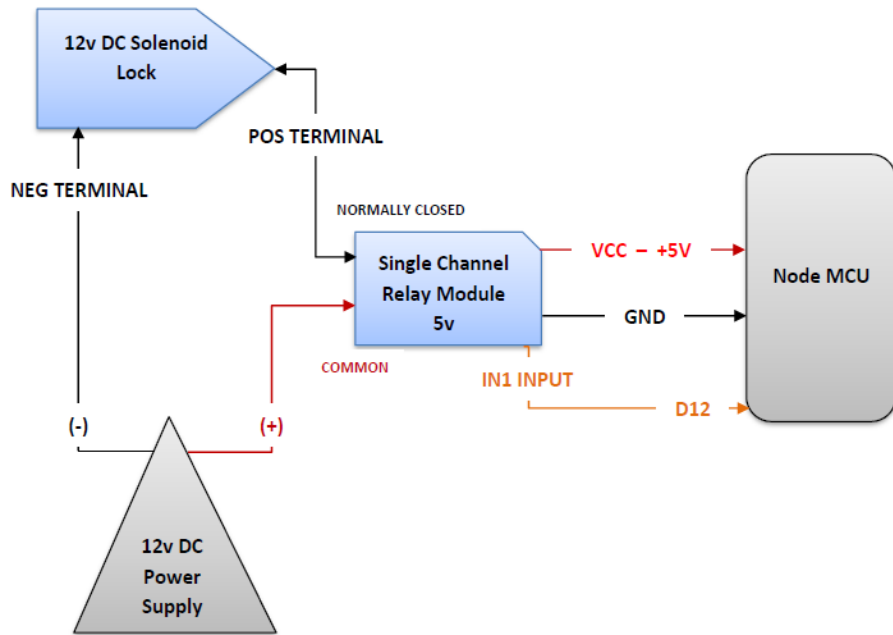 12v DC Solenoid
Lock
POS TERMINAL
NEG TERMINAL
NORMALLY CLOSED
Single Channel
Relay Module
5v
VCC – +5V
Node MCU
GND
COMMON
IN1 INPUT
D12
(-)
(+)
12v DC
Power
Supply